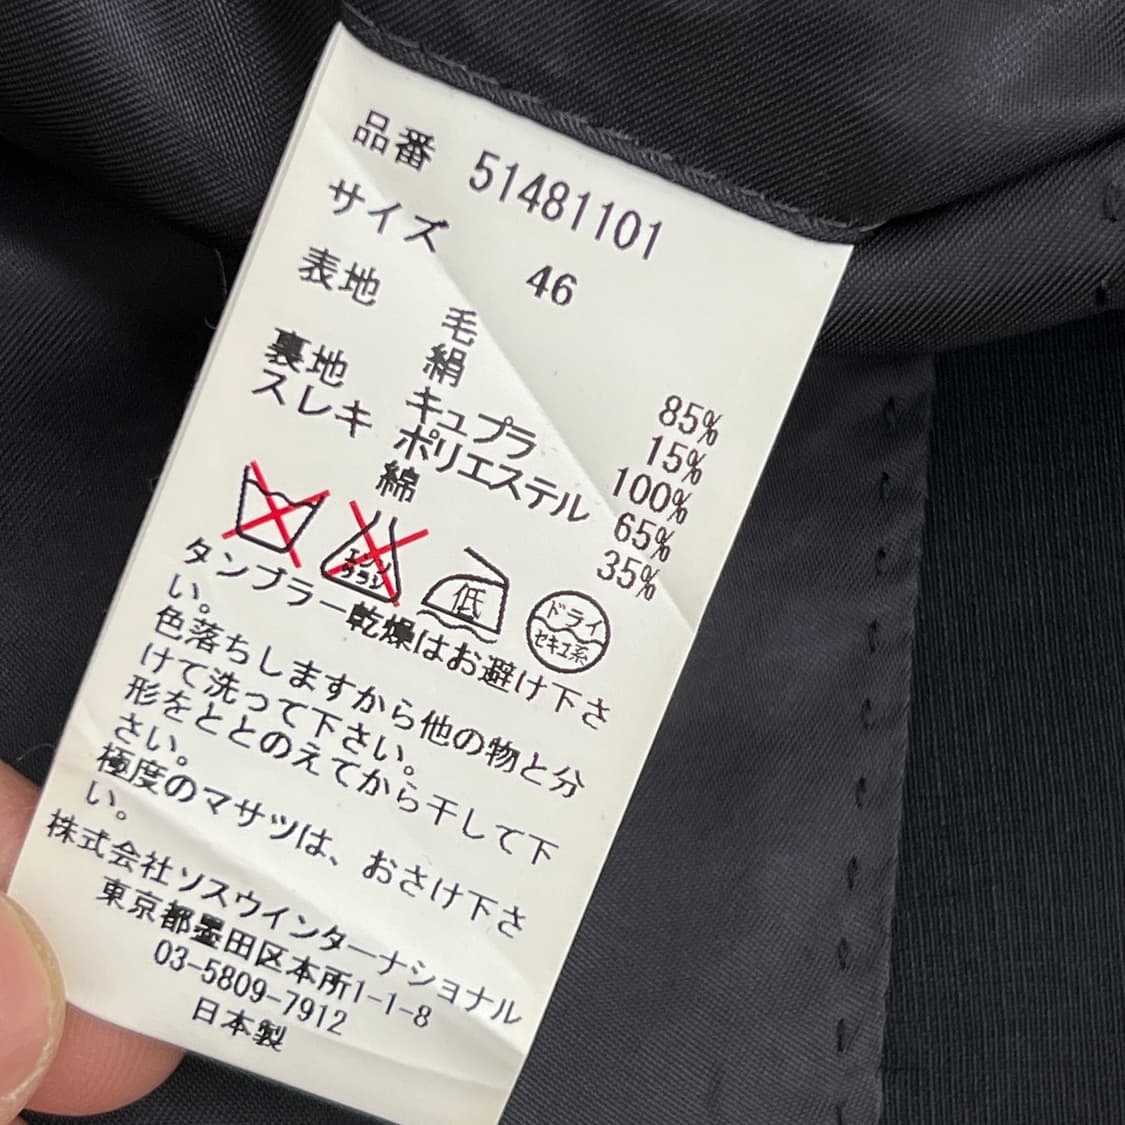 品番 51481101
サイズ 46
表地 毛 85%
絹 15%
裏地 キュプラ 100%
スレキ ポリエステル 65%
綿 35%
エンソ
サラシ
低
ドライ
セキユ系
タンブラー乾燥はお避け下さ
い。
色落ちしますから他の物と分
けて洗って下さい。
形をととのえてから干して下
さい。
極度のマサツは、おさけ下さ
い。
株式会社ソスウインターナショナル
東京都墨田区本所1-1-8
03-5809-7912
日本製